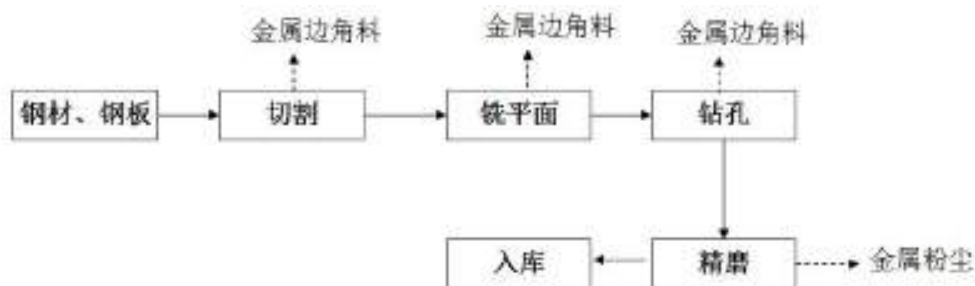 金属边角料
金属边角料
金属边角料
钢材、钢板
切割
铣平面
钻孔
入库
精磨
金属粉尘